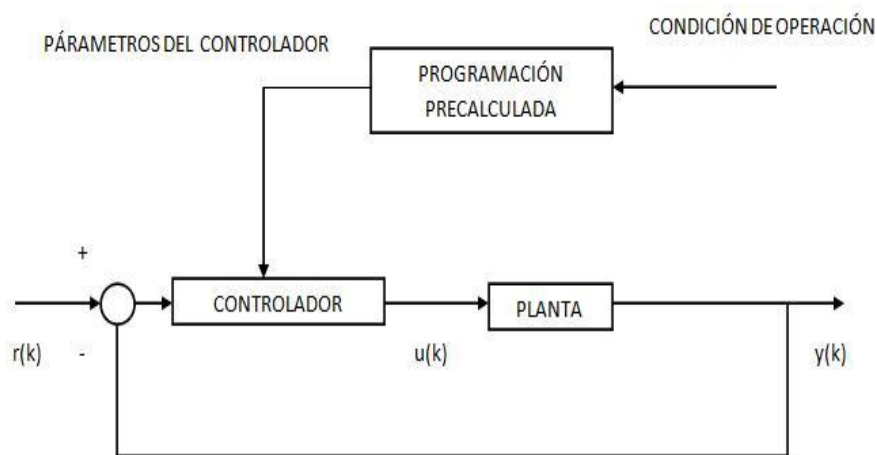 CONDICIÓN DE OPERACIÓN
PÁRAMETROS DEL CONTROLADOR
PROGRAMACIÓN
PRECALCULADA
+
CONTROLADOR
PLANTA
r(k)
-
u(k)
y(k)